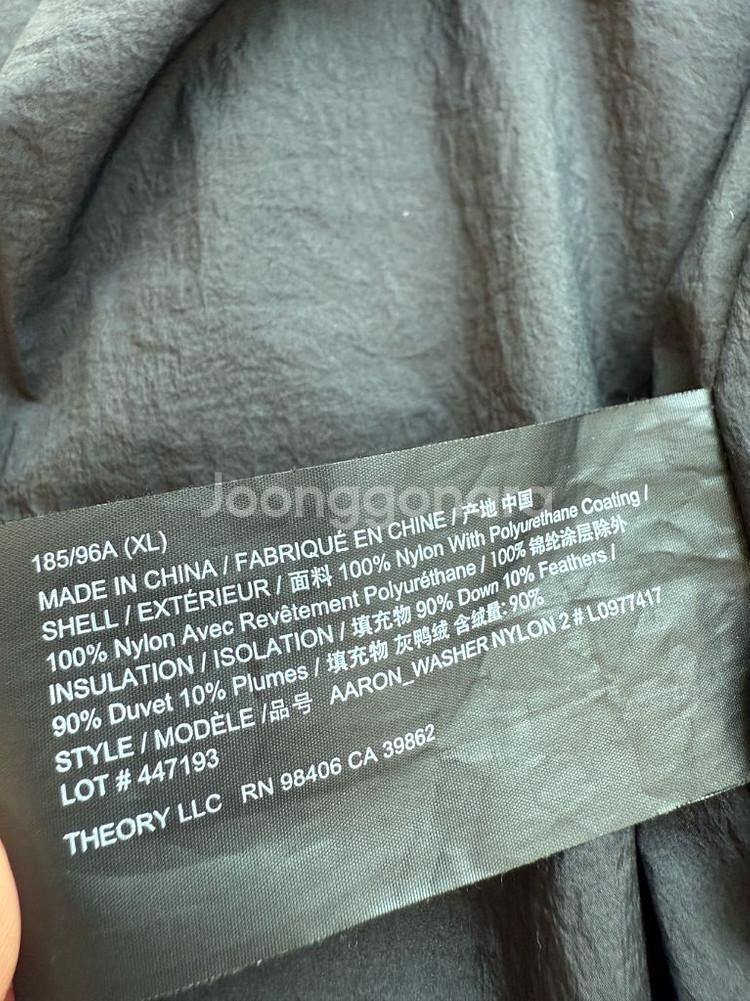 Joonggonara
185/96A (XL)
MADE IN CHINA / FABRIQUÉ EN CHINE / 产地 中国
SHELL / EXTÉRIEUR / 面料 100% Nylon With Polyurethane Coating /
100% Nylon Avec Revêtement Polyuréthane / 100% 锦纶涂层除外
INSULATION / ISOLATION / 填充物 90% Down 10% Feathers /
90% Duvet 10% Plumes / 填充物 灰鸭绒 含绒量: 90%
STYLE / MODÈLE /品号 AARON_WASHER NYLON 2 # L0977417
LOT # 447193
THEORY LLC RN 98406 CA 39862